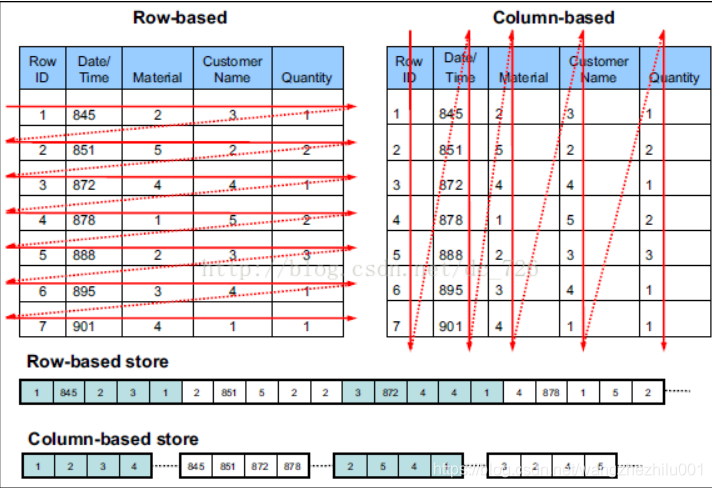 Row-based
Row ID Date/ Time Material Customer Name Quantity
1 845 2 3 1
2 851 5 2 2
3 872 4 4 1
4 878 1 5 2
5 888 2 3 3
6 895 3 4 1
7 901 4 1 1
Column-based
Row ID Date/ Time Material Customer Name Quantity
1 845 2 3 1
2 851 5 2 2
3 872 4 4 1
4 878 1 5 2
5 888 2 3 3
6 895 3 4 1
7 901 4 1 1
Row-based store
1 845 2 3 1 2 851 5 2 2 3 872 4 4 1 4 878 1 5 2
Column-based store
1 2 3 4 845 851 872 878 2 5 4 1 3 2 4 5
https://blog.csdn.net/wangzhezhilu001